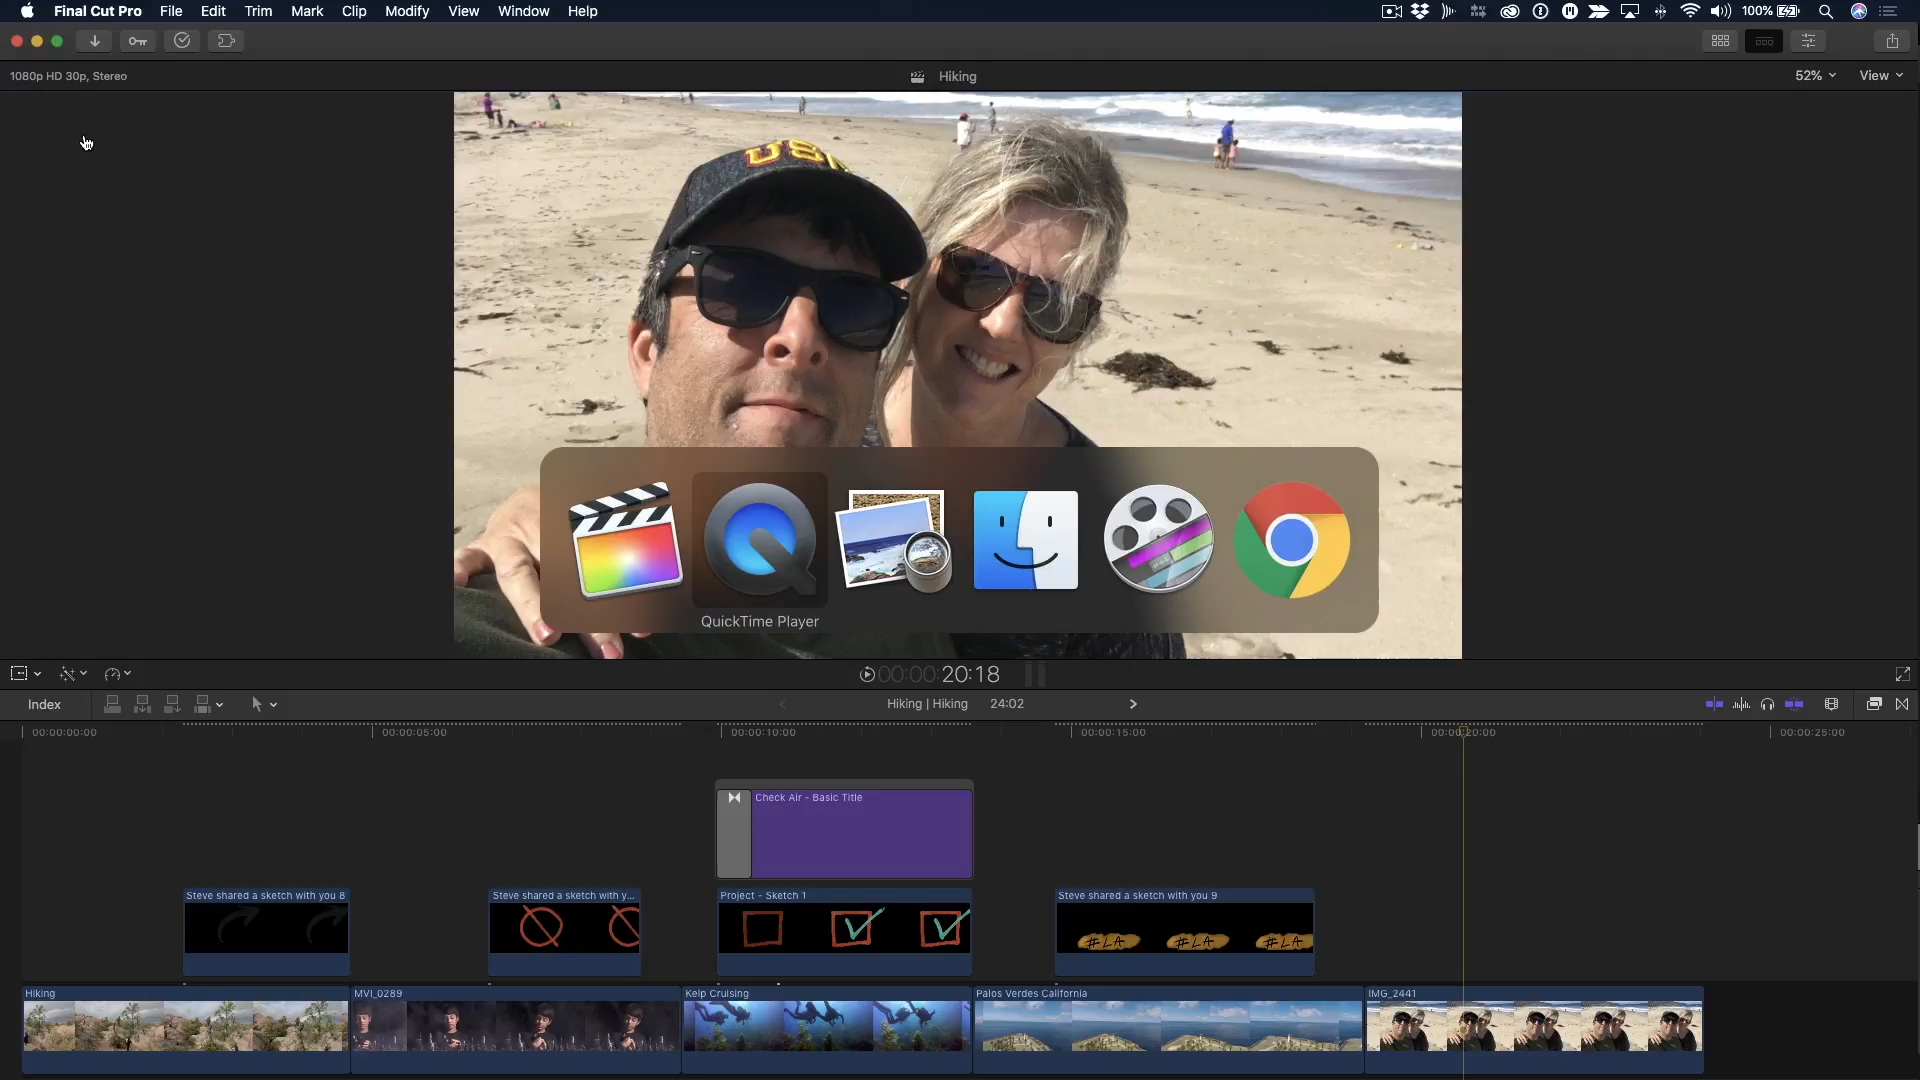 Final Cut Pro File Edit Trim Mark Clip Modify View Window Help 100%
1080p HD 30p, Stereo Hiking 52% View
QuickTime Player
00:00:20:18
Index Hiking | Hiking 24:02
00:00:00:00 00:00:05:00 00:00:10:00 00:00:15:00 00:00:20:00 00:00:25:00
Check Air - Basic Title
Steve shared a sketch with you 8 Steve shared a sketch with y... Project - Sketch 1 Steve shared a sketch with you 9
#LA #LA #LA
Hiking MVI_0289 Kelp Cruising Palos Verdes California IMG_2441